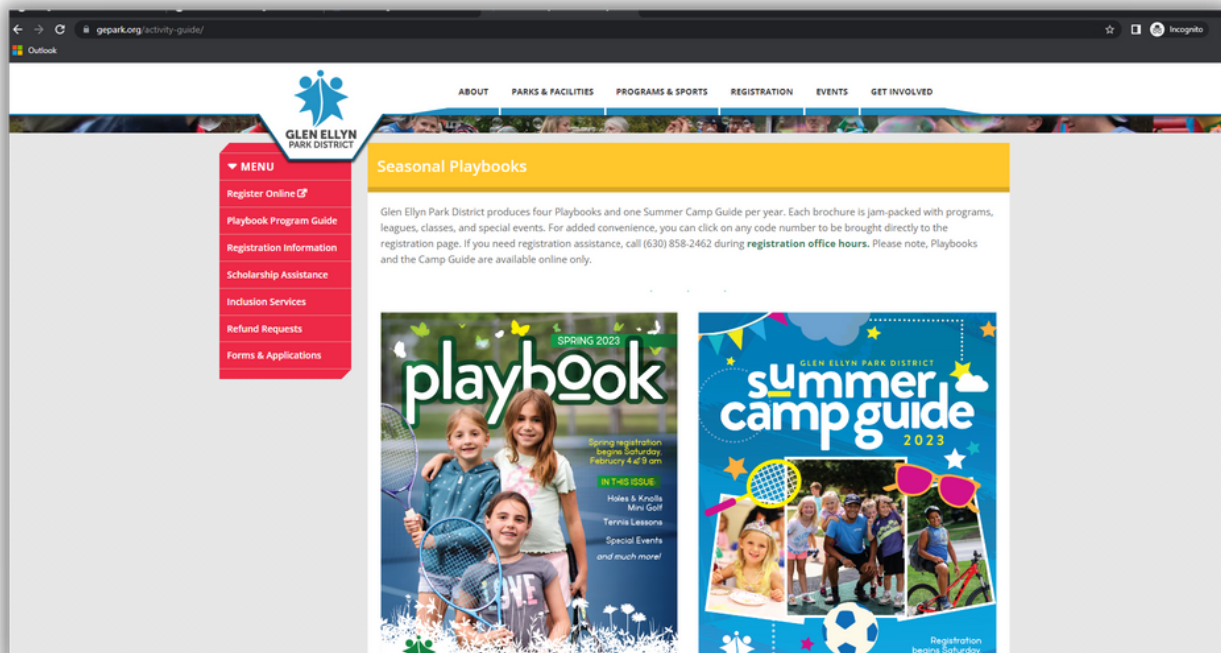 gepark.org/activity-guide/
Incognito
Outlook
GLEN ELLYN
PARK DISTRICT
ABOUT PARKS & FACILITIES PROGRAMS & SPORTS REGISTRATION EVENTS GET INVOLVED
MENU
Register Online
Playbook Program Guide
Registration Information
Scholarship Assistance
Inclusion Services
Refund Requests
Forms & Applications
Seasonal Playbooks
Glen Ellyn Park District produces four Playbooks and one Summer Camp Guide per year. Each brochure is jam-packed with programs,
leagues, classes, and special events. For added convenience, you can click on any code number to be brought directly to the
registration page. If you need registration assistance, call (630) 858-2462 during registration office hours. Please note, Playbooks
and the Camp Guide are available online only.
SPRING 2023
playbook
Spring registration
begins Saturday,
February 4 @ 9 am
IN THIS ISSUE:
Holes & Knolls
Mini Golf
Tennis Lessons
Special Events
and much more!
LOVE
GLEN ELLYN PARK DISTRICT
summer
camp guide
2023
Registration
begins Saturday,